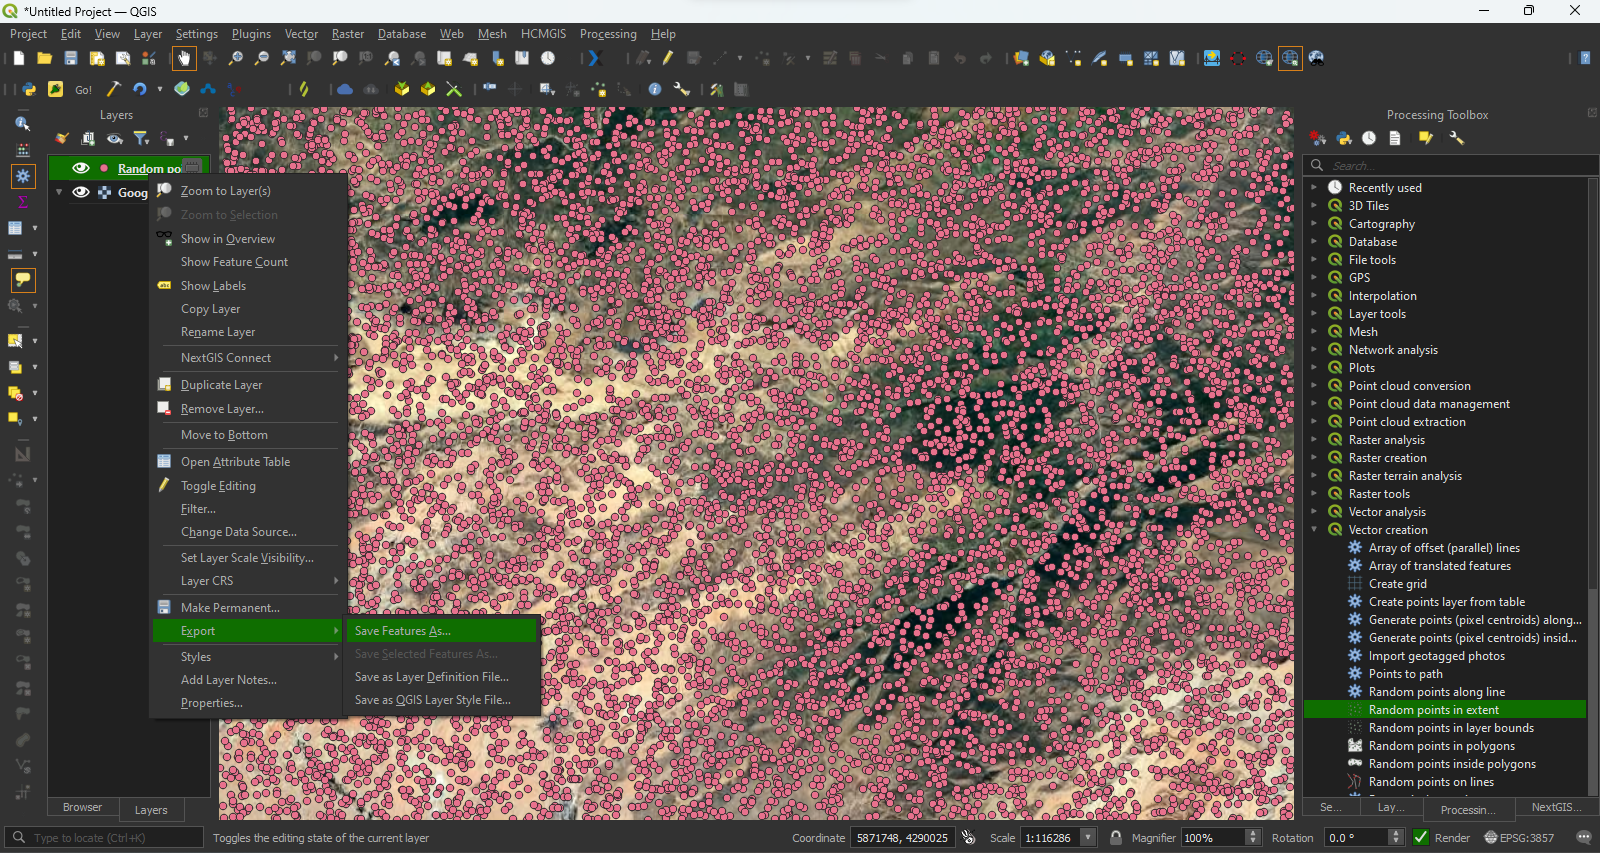 *Untitled Project — QGIS
Project Edit View Layer Settings Plugins Vector Raster Database Web Mesh HCMGIS Processing Help
Go!
Layers
Random po
Goog
Zoom to Layer(s)
Zoom to Selection
Show in Overview
Show Feature Count
Show Labels
Copy Layer
Rename Layer
NextGIS Connect
Duplicate Layer
Remove Layer...
Move to Bottom
Open Attribute Table
Toggle Editing
Filter...
Change Data Source...
Set Layer Scale Visibility...
Layer CRS
Make Permanent...
Export
Styles
Add Layer Notes...
Properties...
Save Features As...
Save Selected Features As...
Save as Layer Definition File...
Save as QGIS Layer Style File...
Browser Layers
Processing Toolbox
Search...
Recently used
3D Tiles
Cartography
Database
File tools
GPS
Interpolation
Layer tools
Mesh
Network analysis
Plots
Point cloud conversion
Point cloud data management
Point cloud extraction
Raster analysis
Raster creation
Raster terrain analysis
Raster tools
Vector analysis
Vector creation
Array of offset (parallel) lines
Array of translated features
Create grid
Create points layer from table
Generate points (pixel centroids) along...
Generate points (pixel centroids) insid...
Import geotagged photos
Points to path
Random points along line
Random points in extent
Random points in layer bounds
Random points in polygons
Random points inside polygons
Random points on lines
Se... Lay... Processin... NextGIS...
Type to locate (Ctrl+K) Toggles the editing state of the current layer Coordinate 5871748, 4290025 Scale 1:116286 Magnifier 100% Rotation 0.0 ° Render EPSG:3857